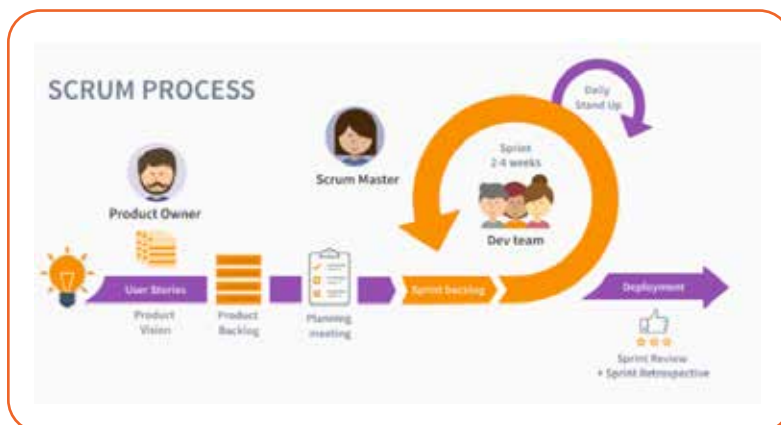 SCRUM PROCESS
Daily
Stand Up
Sprint
2-4 weeks
Scrum Master
Product Owner
Dev team
User Stories
Sprint backlog
Deployment
Product
Vision
Product
Backlog
Planning
meeting
Sprint Review
+ Sprint Retrospective